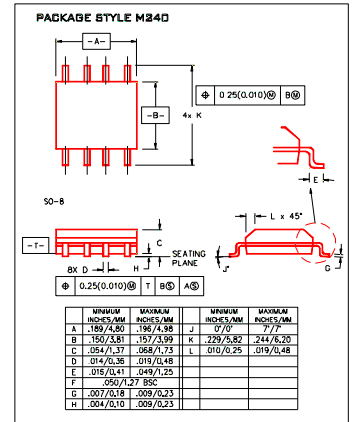 PACKAGE STYLE M240
-A-
-B-
4x K
⌖ 0.25(0.010)Ⓜ BⓂ
E
SO-8
L x 45°
-T-
C
8X D
H
SEATING
PLANE
J°
G
⌖ 0.25(0.010)Ⓜ T BⓈ AⓈ
MINIMUM INCHES/MM MAXIMUM INCHES/MM MINIMUM INCHES/MM MAXIMUM INCHES/MM
A .189/4,80 .196/4,98 J 0°/0° 7°/7°
B .150/3,81 .157/3,99 K .229/5,82 .244/6,20
C .054/1,37 .068/1,73 L .010/0,25 .019/0,48
D .014/0,36 .019/0,48
E .016/0,41 .049/1,25
F .050/1,27 BSC
G .007/0,18 .009/0,23
H .004/0,10 .009/0,23